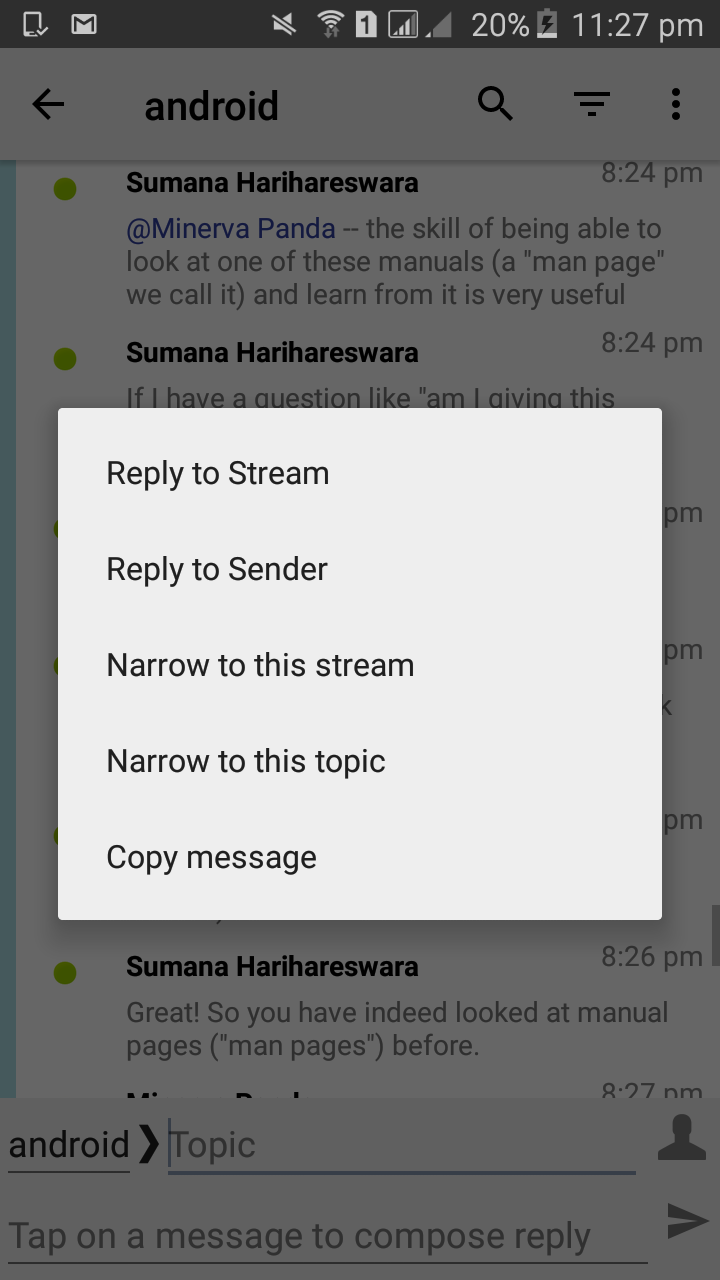 1 20% 11:27 pm
android
Sumana Harihareswara 8:24 pm
@Minerva Panda -- the skill of being able to
look at one of these manuals (a "man page"
we call it) and learn from it is very useful
Sumana Harihareswara 8:24 pm
If I have a question like "am I giving this
pm
Reply to Stream
Reply to Sender
pm
Narrow to this stream
k
Narrow to this topic
pm
Copy message
Sumana Harihareswara 8:26 pm
Great! So you have indeed looked at manual
pages ("man pages") before.
8:27 pm
android ❯ Topic
Tap on a message to compose reply